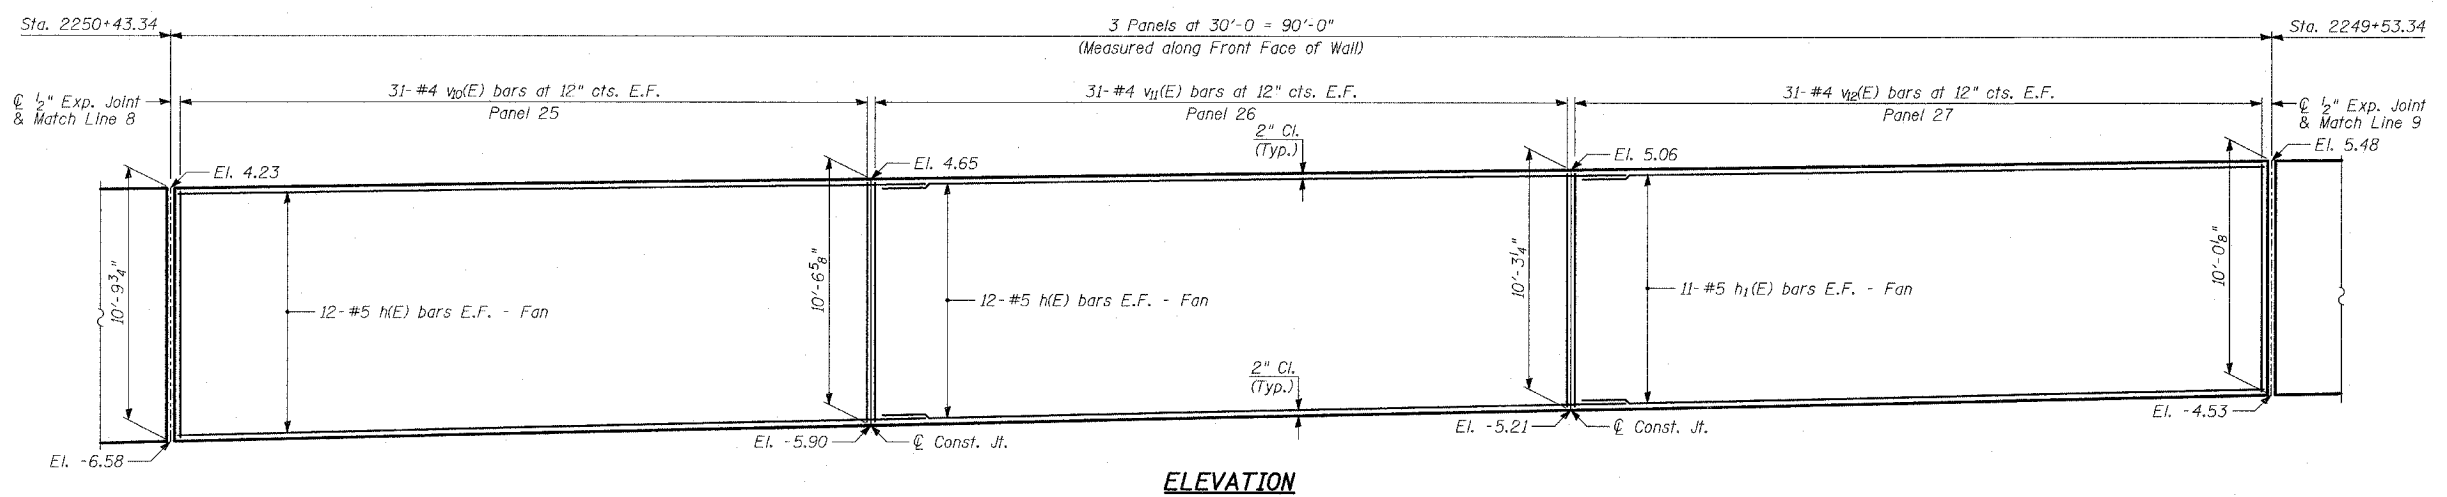 Sta. 2250+43.34
3 Panels at 30'-0 = 90'-0"
(Measured along Front Face of Wall)
Sta. 2249+53.34
℄ ½" Exp. Joint
& Match Line 8
31-#4 v10(E) bars at 12" cts. E.F.
Panel 25
31-#4 v11(E) bars at 12" cts. E.F.
Panel 26
31-#4 v12(E) bars at 12" cts. E.F.
Panel 27
℄ ½" Exp. Joint
& Match Line 9
2" Cl.
(Typ.)
El. 4.23
El. 4.65
El. 5.06
El. 5.48
10'-9¾"
12-#5 h(E) bars E.F. - Fan
10'-6⅝"
12-#5 h(E) bars E.F. - Fan
10'-3¼"
11-#5 h1(E) bars E.F. - Fan
10'-0⅛"
2" Cl.
(Typ.)
El. -6.58
El. -5.90
℄ Const. Jt.
El. -5.21
℄ Const. Jt.
El. -4.53
ELEVATION